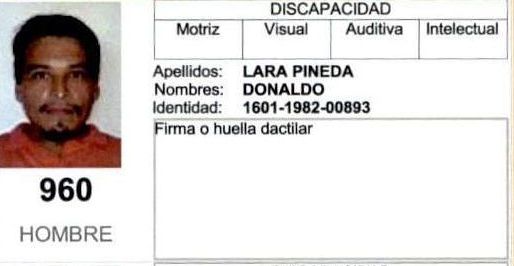 DISCAPACIDAD
Motriz Visual Auditiva Intelectual
Apellidos: LARA PINEDA
Nombres: DONALDO
Identidad: 1601-1982-00893
Firma o huella dactilar
960
HOMBRE